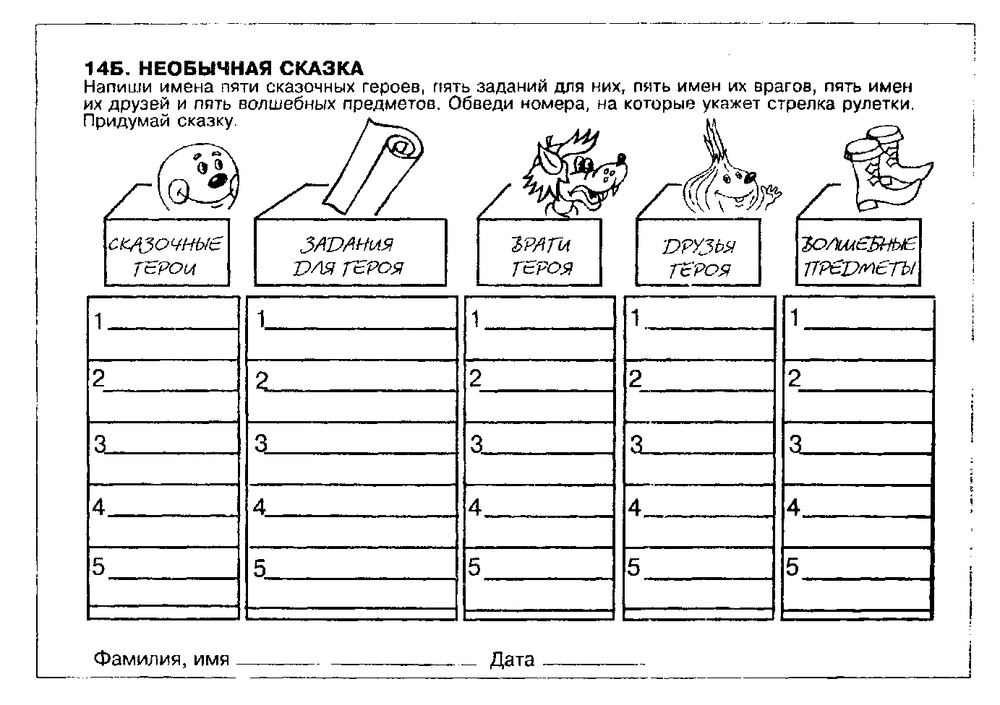 14Б. НЕОБЫЧНАЯ СКАЗКА
Напиши имена пяти сказочных героев, пять заданий для них, пять имен их врагов, пять имен
их друзей и пять волшебных предметов. Обведи номера, на которые укажет стрелка рулетки.
Придумай сказку.
СКАЗОЧНЫЕ
ГЕРОИ
ЗАДАНИЯ
ДЛЯ ГЕРОЯ
ВРАГИ
ГЕРОЯ
ДРУЗЬЯ
ГЕРОЯ
ВОЛШЕБНЫЕ
ПРЕДМЕТЫ
1 1 1 1 1
2 2 2 2 2
3 3 3 3 3
4 4 4 4 4
5 5 5 5 5
Фамилия, имя Дата